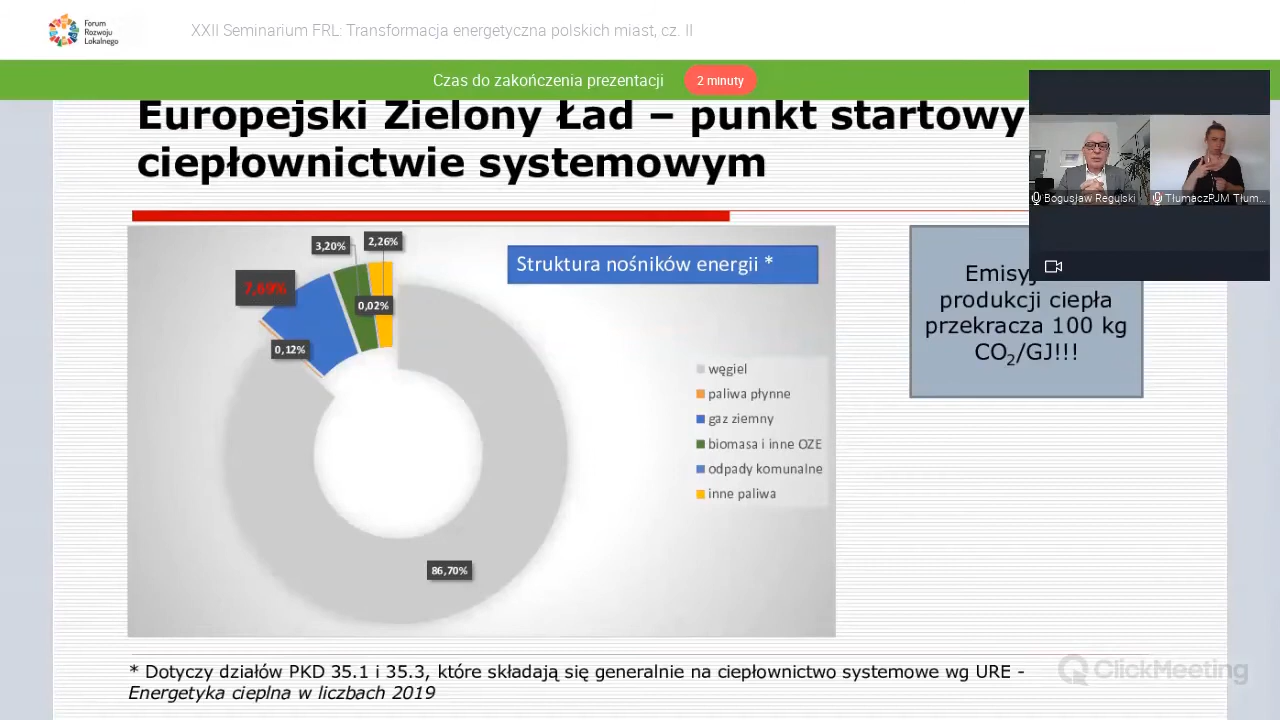 Forum
Rozwoju
Lokalnego
XXII Seminarium FRL: Transformacja energetyczna polskich miast, cz. II
Czas do zakończenia prezentacji 2 minuty
Europejski Zielony Ład – punkt startowy
ciepłownictwie systemowym
Bogusław Regulski
TłumaczPJM Tłum...
Struktura nośników energii *
3,20%
2,26%
7,69%
0,02%
0,12%
86,70%
węgiel
paliwa płynne
gaz ziemny
biomasa i inne OZE
odpady komunalne
inne paliwa
produkcji ciepła
przekracza 100 kg
CO₂/GJ!!!
* Dotyczy działów PKD 35.1 i 35.3, które składają się generalnie na ciepłownictwo systemowe wg URE -
Energetyka cieplna w liczbach 2019
ClickMeeting